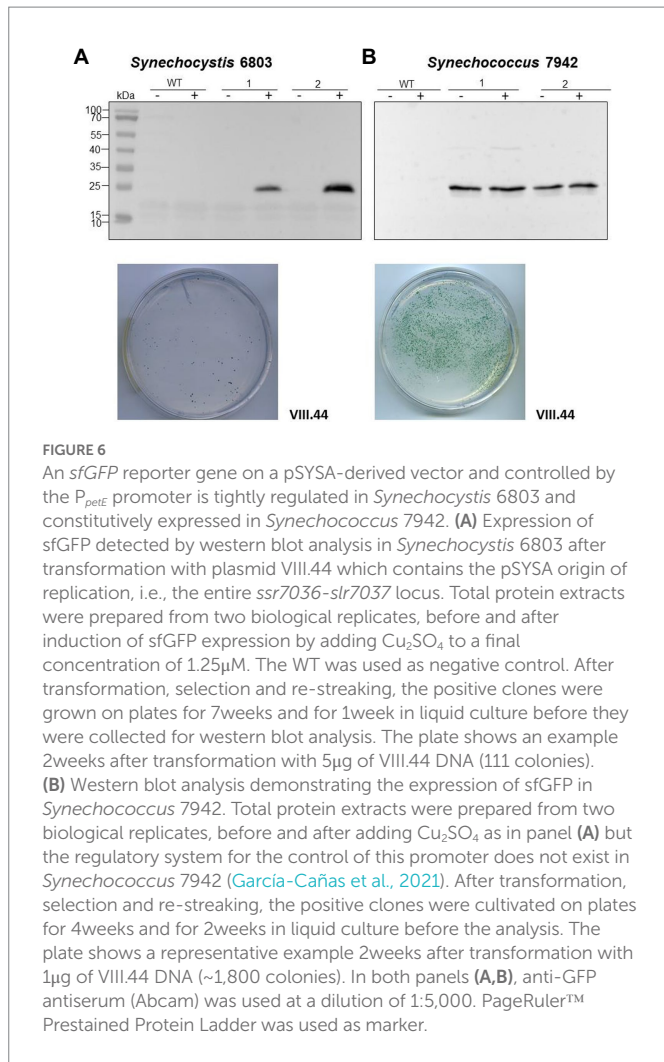 A
Synechocystis 6803
B
Synechococcus 7942
WT 1 2
kDa - + - + - +
WT 1 2
- + - + - +
100
70
55
40
35
25
15
10
VIII.44
VIII.44
FIGURE 6
An sfGFP reporter gene on a pSYSA-derived vector and controlled by
the PpetE promoter is tightly regulated in Synechocystis 6803 and
constitutively expressed in Synechococcus 7942. (A) Expression of
sfGFP detected by western blot analysis in Synechocystis 6803 after
transformation with plasmid VIII.44 which contains the pSYSA origin of
replication, i.e., the entire ssr7036-slr7037 locus. Total protein extracts
were prepared from two biological replicates, before and after
induction of sfGFP expression by adding Cu₂SO₄ to a final
concentration of 1.25μM. The WT was used as negative control. After
transformation, selection and re-streaking, the positive clones were
grown on plates for 7weeks and for 1week in liquid culture before they
were collected for western blot analysis. The plate shows an example
2weeks after transformation with 5μg of VIII.44 DNA (111 colonies).
(B) Western blot analysis demonstrating the expression of sfGFP in
Synechococcus 7942. Total protein extracts were prepared from two
biological replicates, before and after adding Cu₂SO₄ as in panel (A) but
the regulatory system for the control of this promoter does not exist in
Synechococcus 7942 (García-Cañas et al., 2021). After transformation,
selection and re-streaking, the positive clones were cultivated on plates
for 4weeks and for 2weeks in liquid culture before the analysis. The
plate shows a representative example 2weeks after transformation with
1μg of VIII.44 DNA (~1,800 colonies). In both panels (A,B), anti-GFP
antiserum (Abcam) was used at a dilution of 1:5,000. PageRuler™
Prestained Protein Ladder was used as marker.